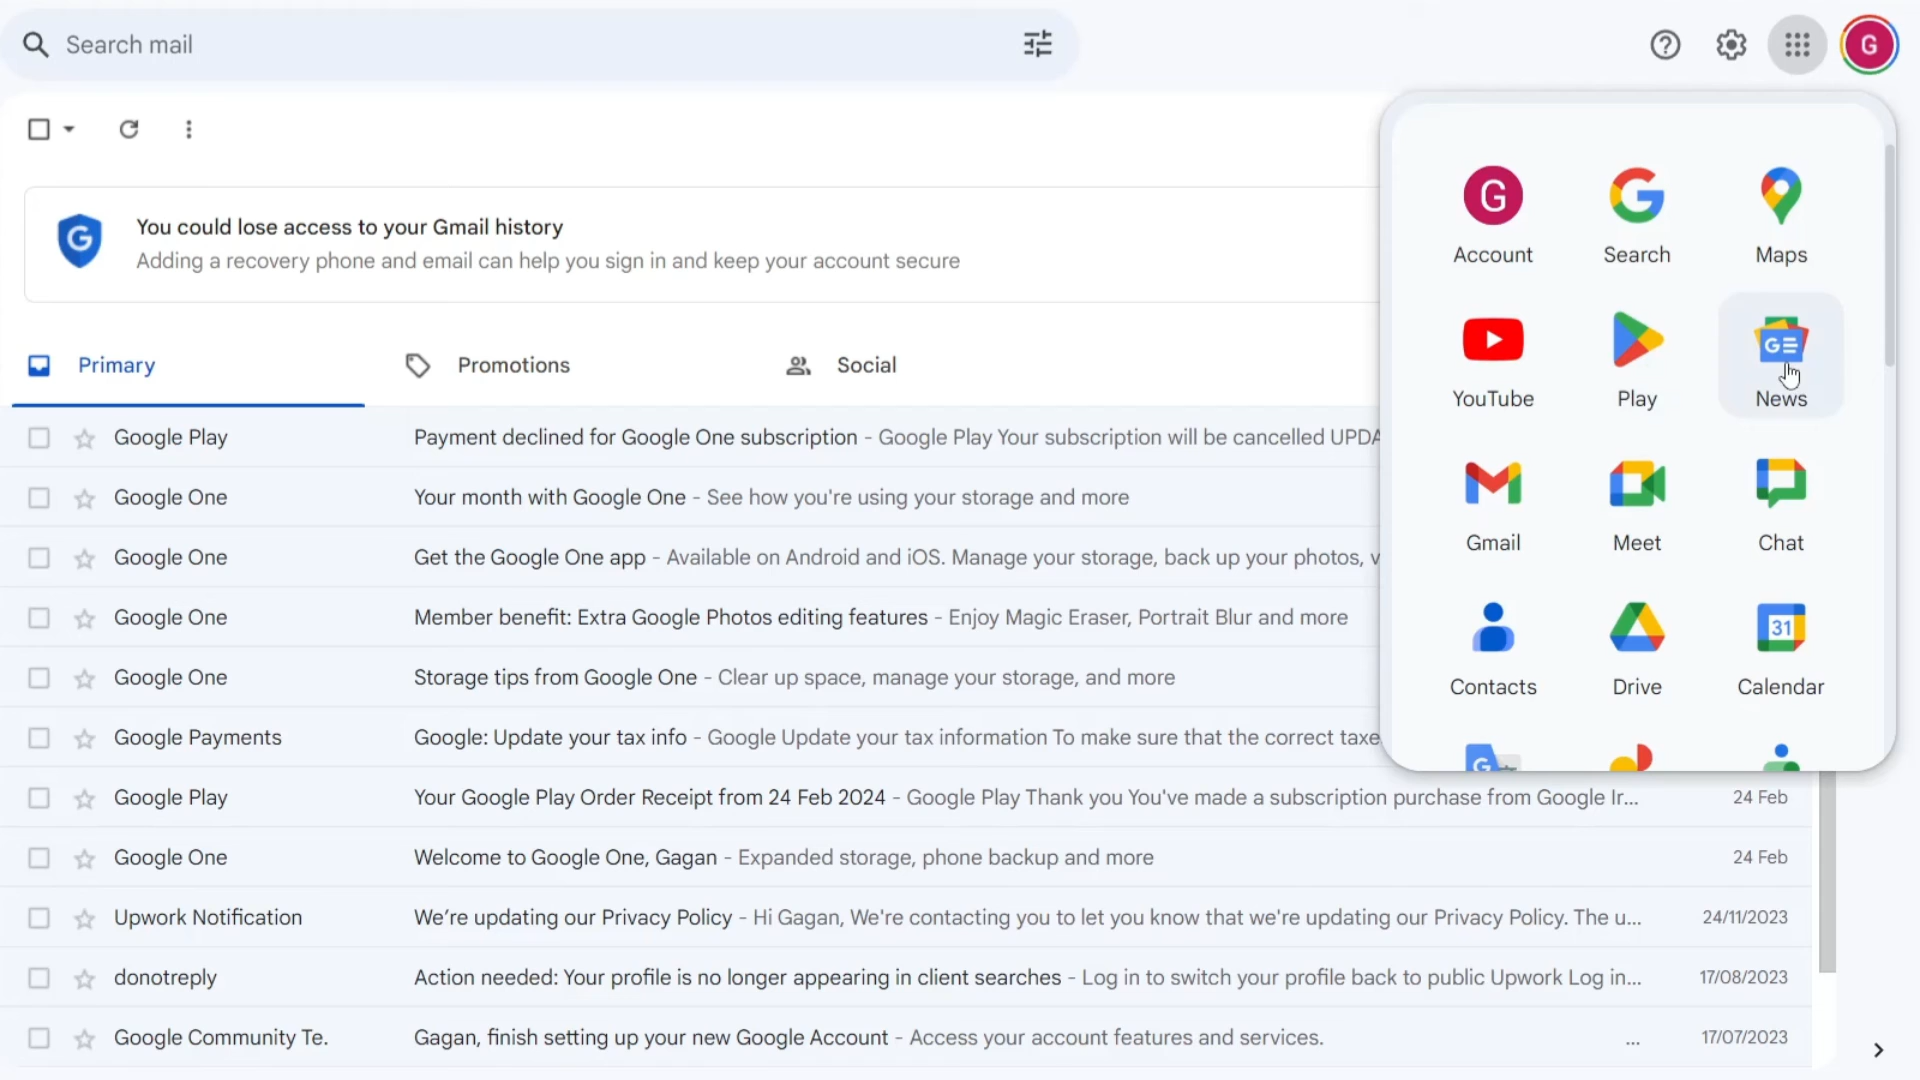 Search mail
G
You could lose access to your Gmail history
Adding a recovery phone and email can help you sign in and keep your account secure
G
G
Account
Search
Maps
YouTube
Play
GE
News
Gmail
Meet
Chat
Contacts
Drive
31
Calendar
G
Primary
Promotions
Social
Google Play Payment declined for Google One subscription - Google Play Your subscription will be cancelled UPDA
Google One Your month with Google One - See how you're using your storage and more
Google One Get the Google One app - Available on Android and iOS. Manage your storage, back up your photos, v
Google One Member benefit: Extra Google Photos editing features - Enjoy Magic Eraser, Portrait Blur and more
Google One Storage tips from Google One - Clear up space, manage your storage, and more
Google Payments Google: Update your tax info - Google Update your tax information To make sure that the correct taxe
Google Play Your Google Play Order Receipt from 24 Feb 2024 - Google Play Thank you You've made a subscription purchase from Google Ir... 24 Feb
Google One Welcome to Google One, Gagan - Expanded storage, phone backup and more 24 Feb
Upwork Notification We’re updating our Privacy Policy - Hi Gagan, We're contacting you to let you know that we're updating our Privacy Policy. The u... 24/11/2023
donotreply Action needed: Your profile is no longer appearing in client searches - Log in to switch your profile back to public Upwork Log in... 17/08/2023
Google Community Te. Gagan, finish setting up your new Google Account - Access your account features and services. ... 17/07/2023